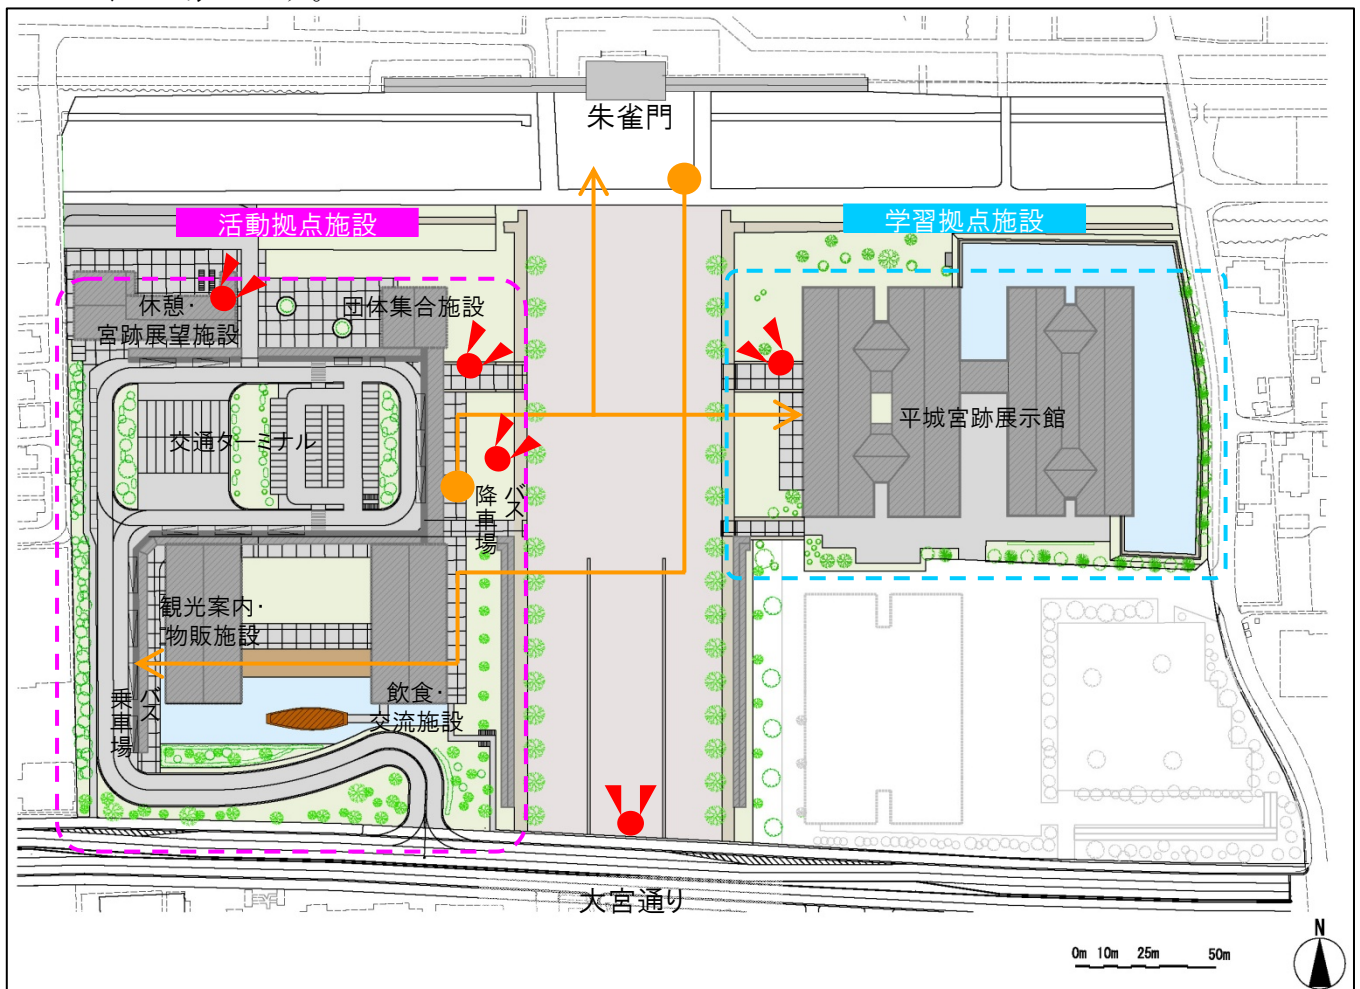 朱雀門
活動拠点施設
学習拠点施設
休憩・
宮跡展望施設
団体集合施設
交通ターミナル
平城宮跡展示館
バス
降車場
観光案内・
物販施設
バス
乗車場
飲食・
交流施設
大宮通り
N
0m 10m 25m 50m